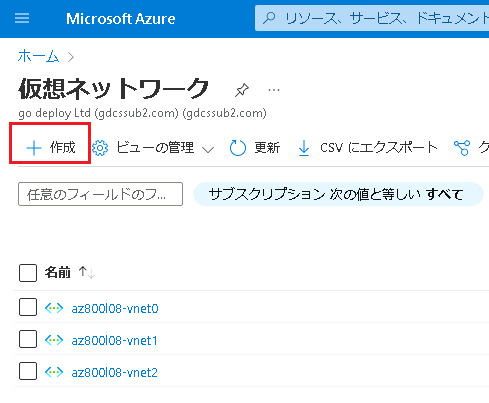 Microsoft Azure
リソース、サービス、ドキュメント
ホーム
仮想ネットワーク
go deploy Ltd (gdcssub2.com) (gdcssub2.com)
作成 ビューの管理 更新 CSV にエクスポート ク
任意のフィールドのフ... サブスクリプション 次の値と等しい すべて
名前
az800l08-vnet0
az800l08-vnet1
az800l08-vnet2